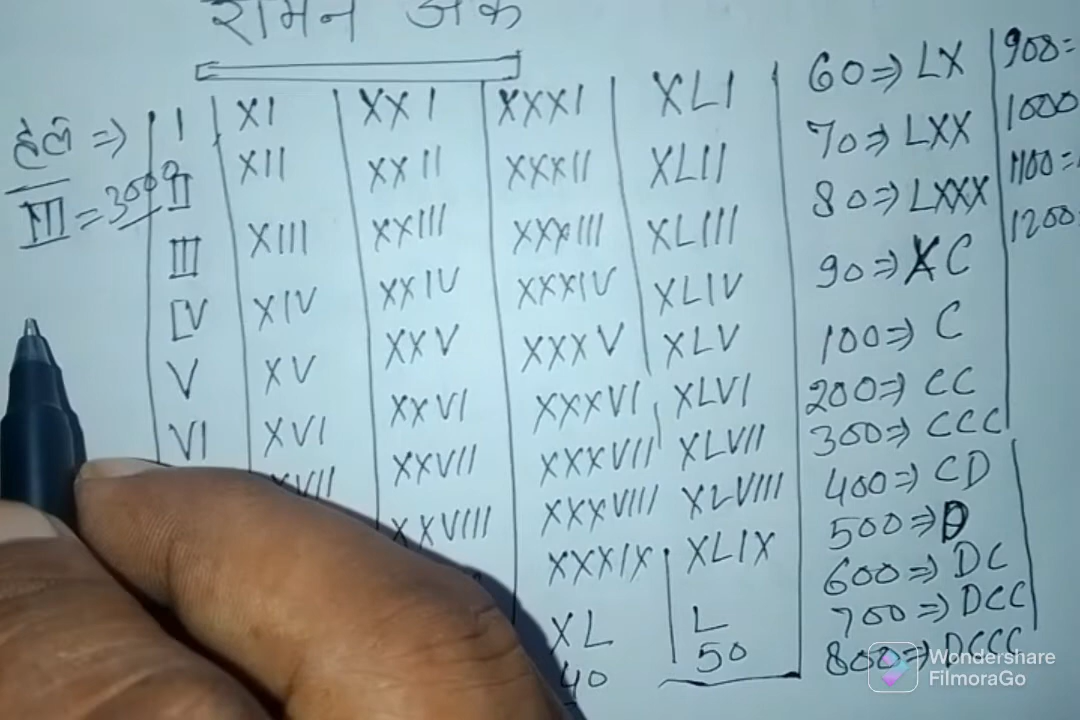 रोमन अंक
हेल => I XI XXI XXXI XLI 60=> LX 900=
III = 3000 II XII XXII XXXII XLII 70=> LXX 1000
III XIII XXIII XXXIII XLIII 80=> LXXX 1100=
IV XIV XXIV XXXIV XLIV 90=> XC 1200
V XV XXV XXXV XLV 100=> C
VI XVI XXVI XXXVI XLVI 200=> CC
XVII XXVII XXXVII XLVII 300=> CCC
XXVIII XXXVIII XLVIII 400=> CD
XXXIX XLIX 500=> D
XL L 600=> DC
40 50 700=> DCC
800=> DCCC
Wondershare
FilmoraGo